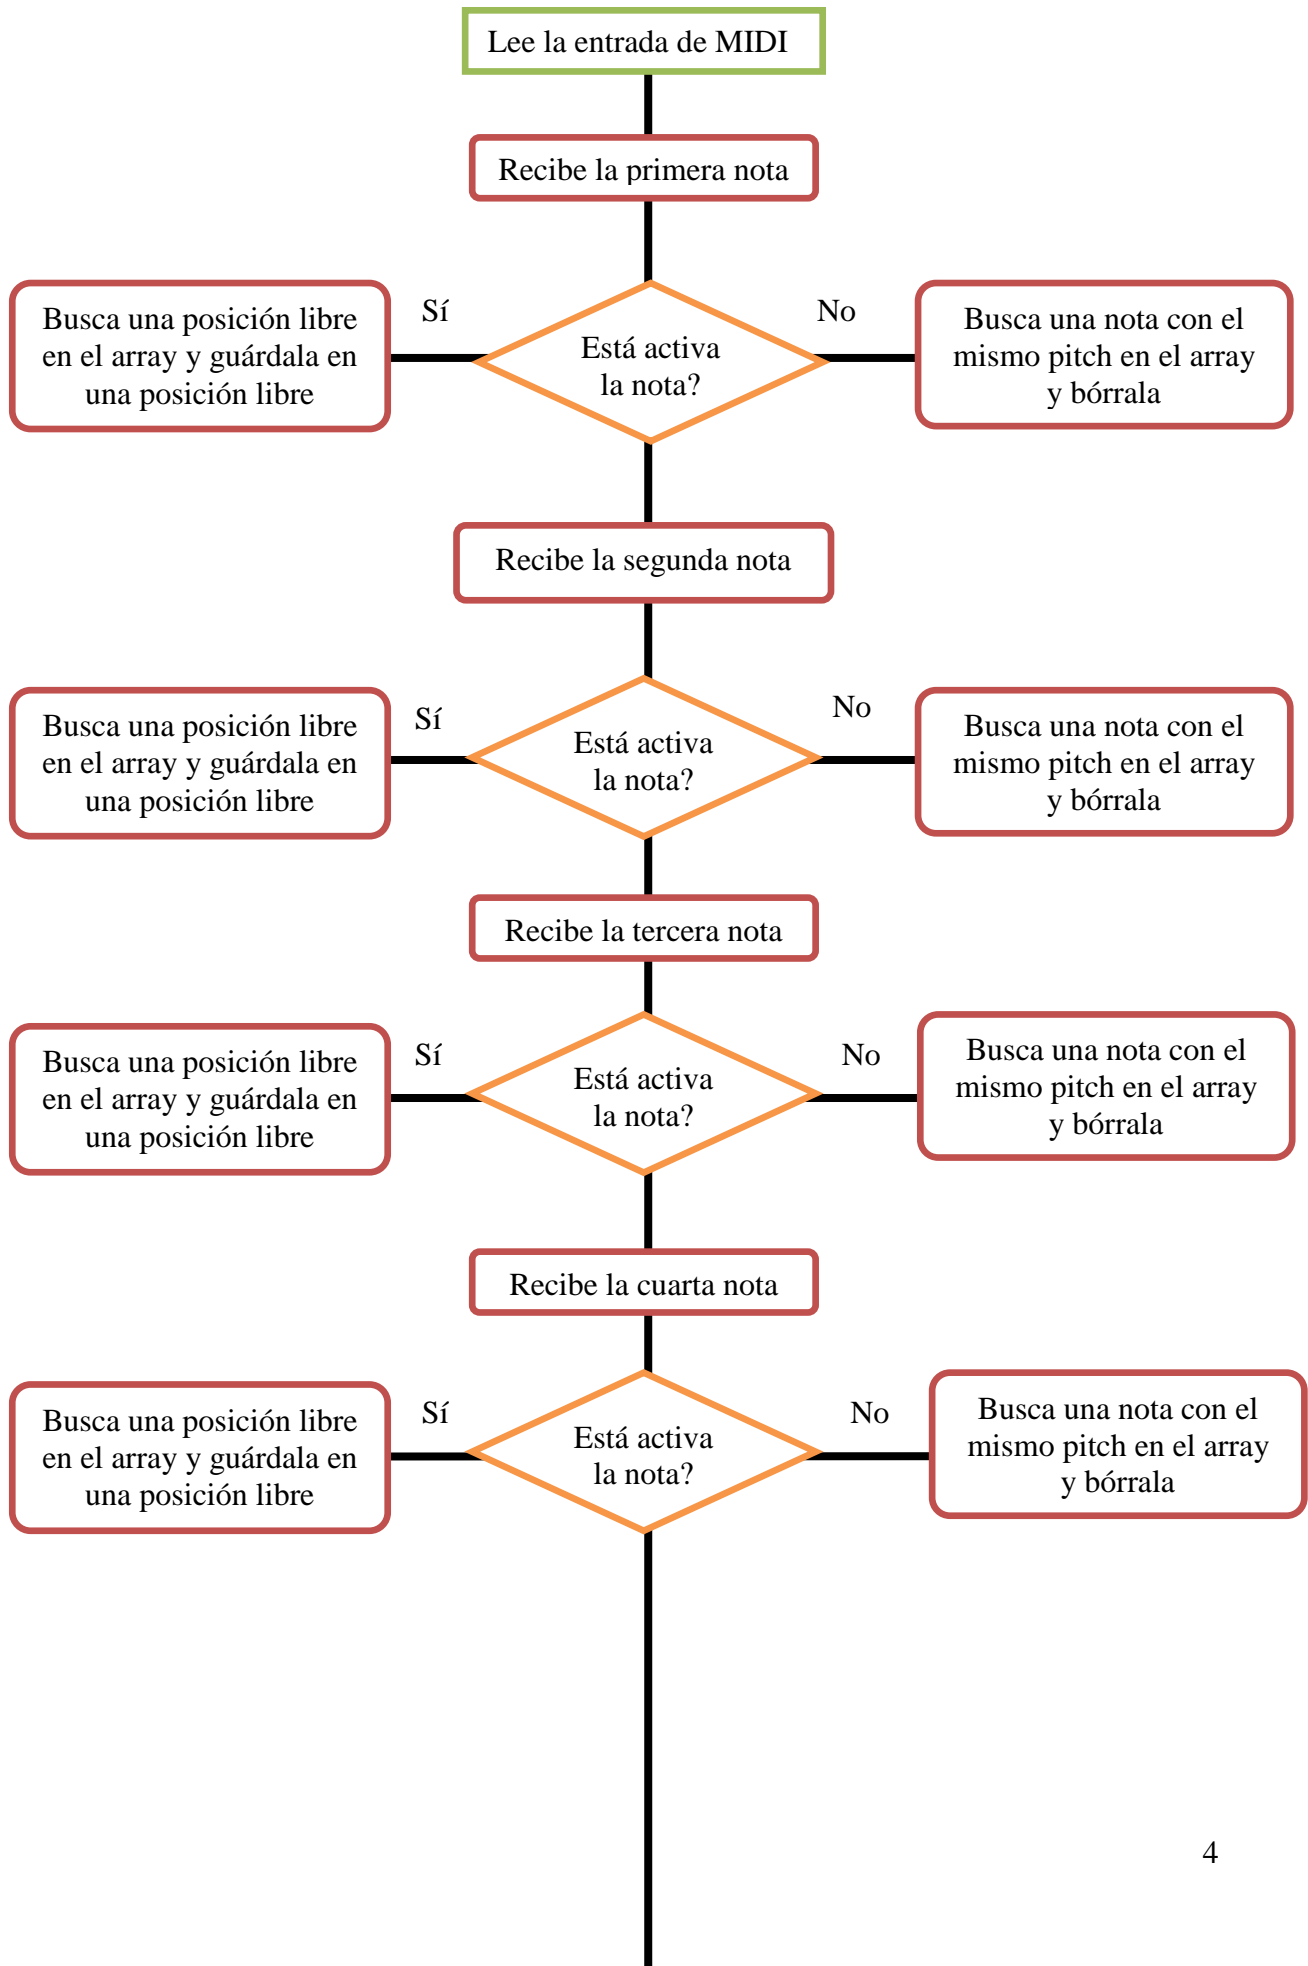 Lee la entrada de MIDI
Recibe la primera nota
Busca una posición libre
en el array y guárdala en
una posición libre
Sí
Está activa
la nota?
No
Busca una nota con el
mismo pitch en el array
y bórrala
Recibe la segunda nota
Busca una posición libre
en el array y guárdala en
una posición libre
Sí
Está activa
la nota?
No
Busca una nota con el
mismo pitch en el array
y bórrala
Recibe la tercera nota
Busca una posición libre
en el array y guárdala en
una posición libre
Sí
Está activa
la nota?
No
Busca una nota con el
mismo pitch en el array
y bórrala
Recibe la cuarta nota
Busca una posición libre
en el array y guárdala en
una posición libre
Sí
Está activa
la nota?
No
Busca una nota con el
mismo pitch en el array
y bórrala
4